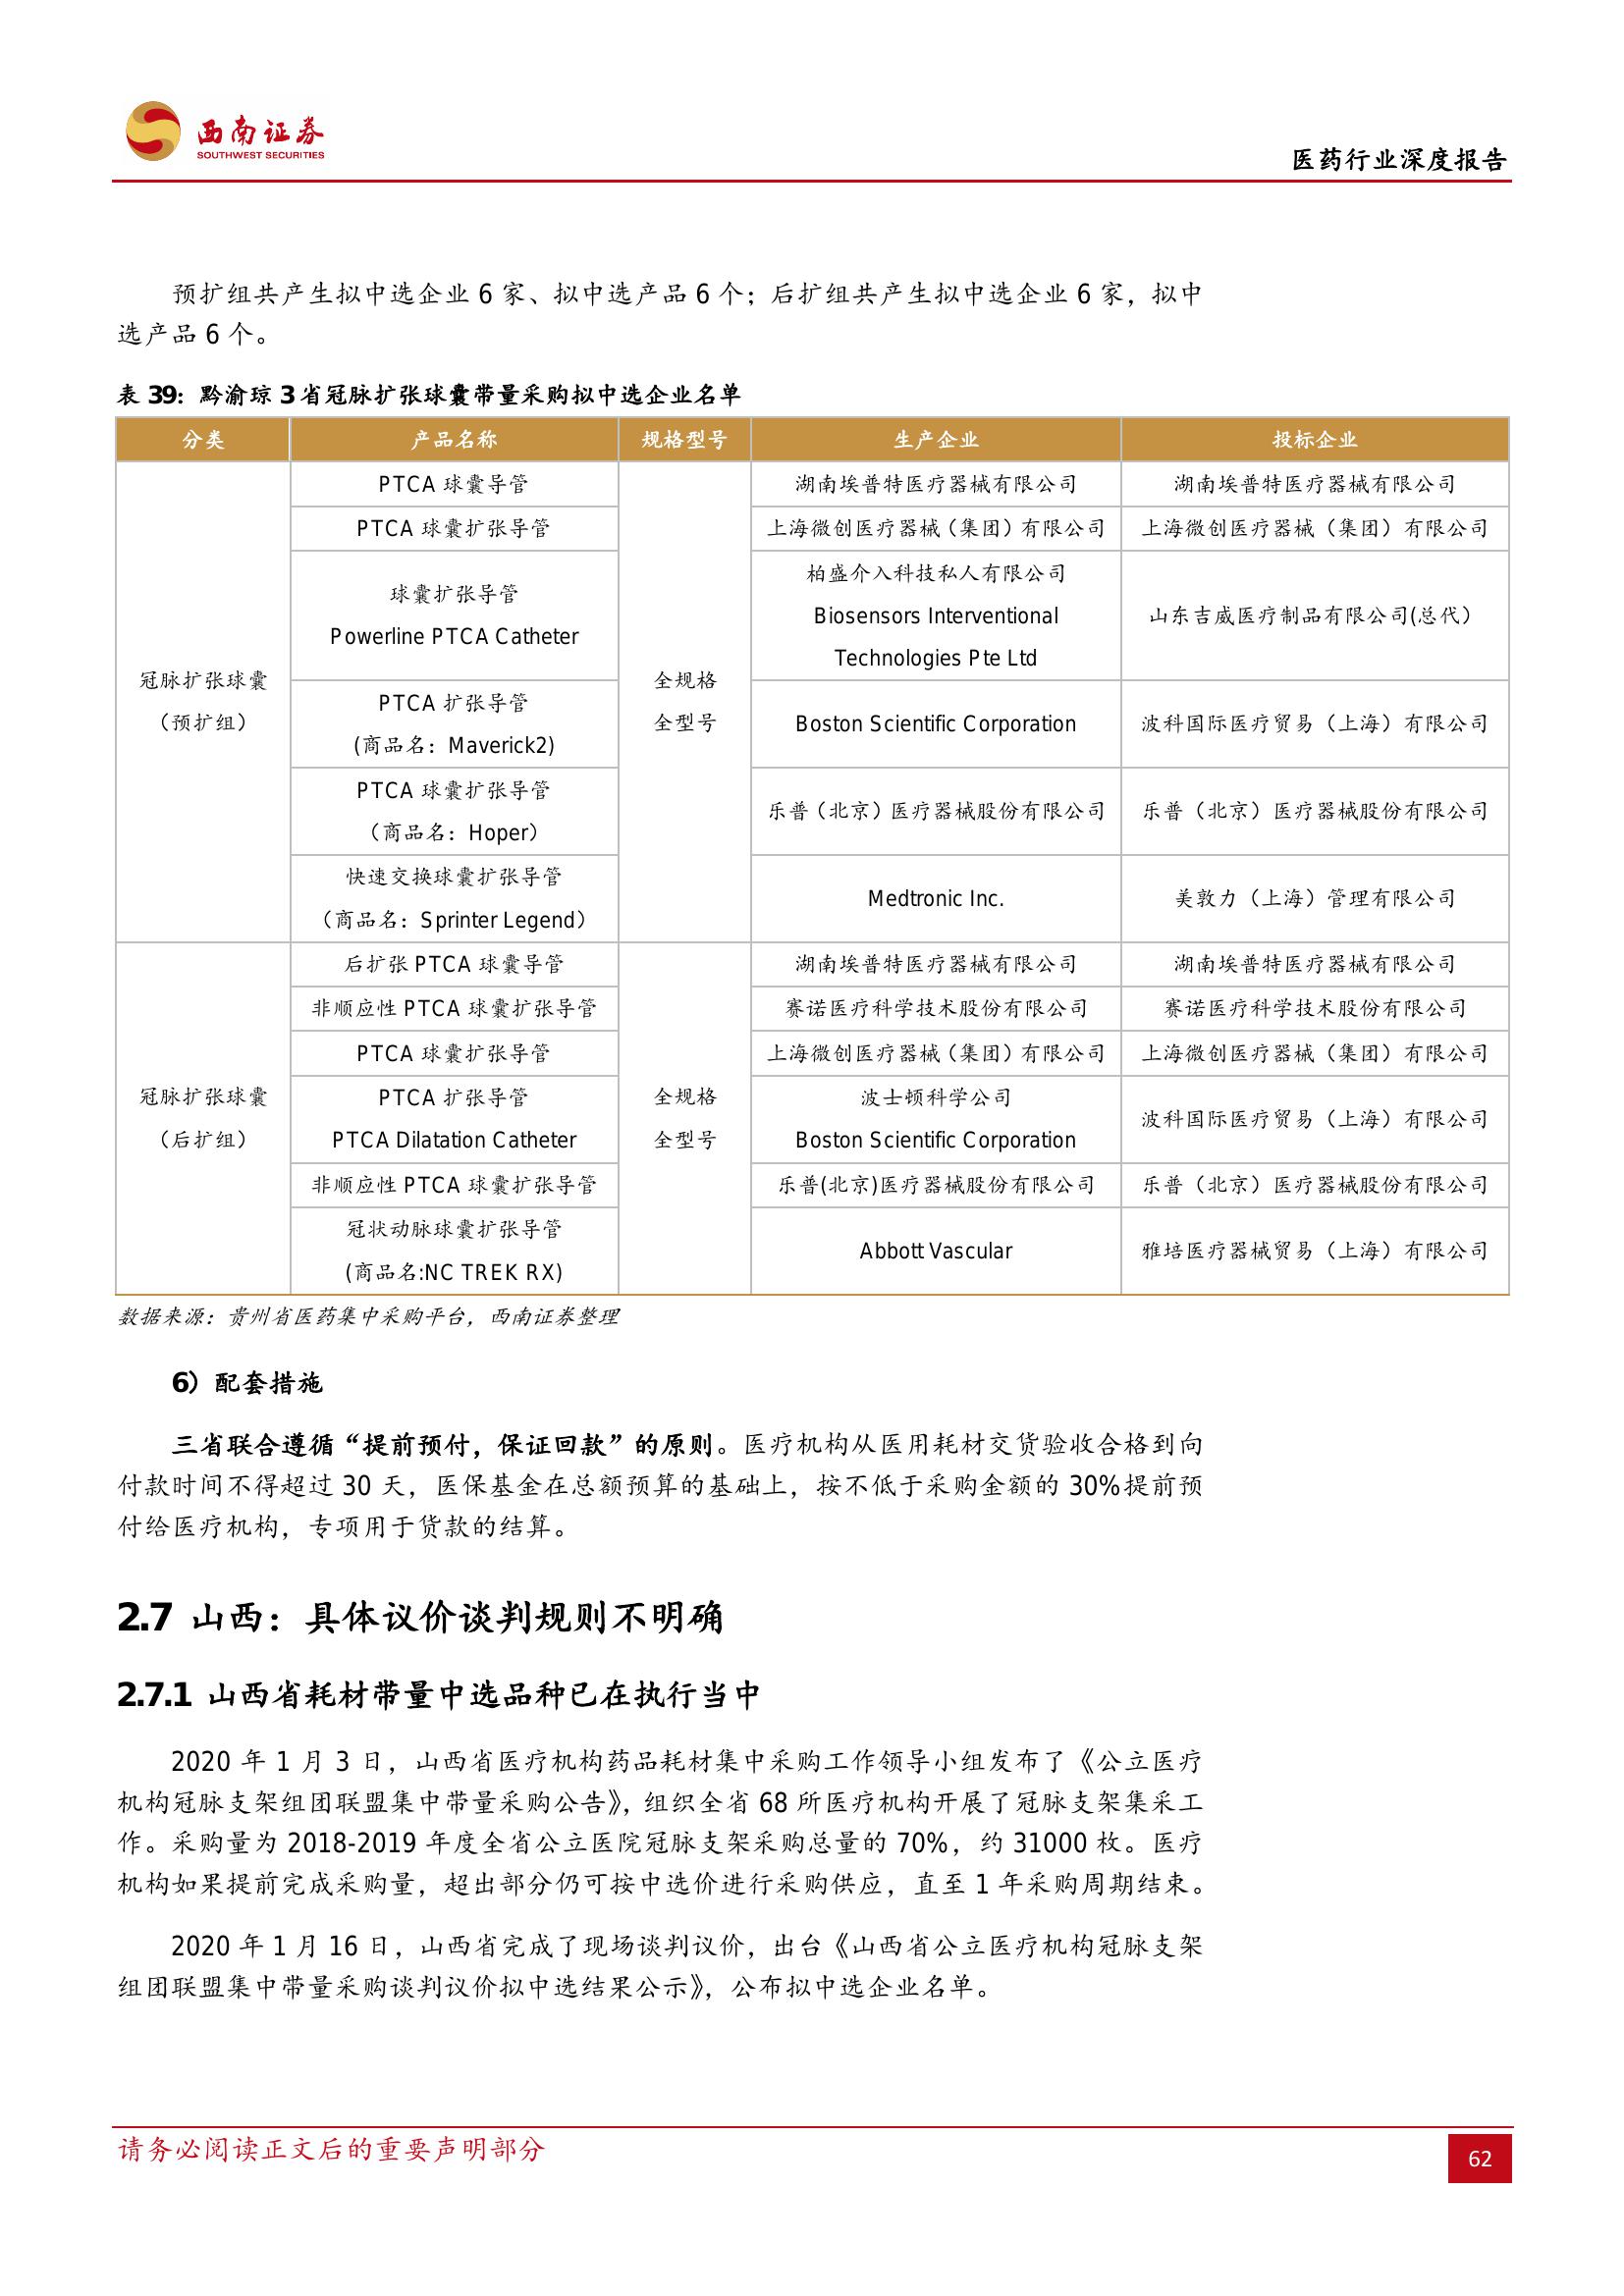 西南证券
SOUTHWEST SECURITIES
医药行业深度报告
预扩组共产生拟中选企业 6 家、拟中选产品 6 个；后扩组共产生拟中选企业 6 家，拟中
选产品 6 个。
表 39：黔渝琼 3 省冠脉扩张球囊带量采购拟中选企业名单
分类 产品名称 规格型号 生产企业 投标企业
冠脉扩张球囊
（预扩组）
全规格
全型号
PTCA 球囊导管 湖南埃普特医疗器械有限公司 湖南埃普特医疗器械有限公司
PTCA 球囊扩张导管 上海微创医疗器械（集团）有限公司 上海微创医疗器械（集团）有限公司
球囊扩张导管
Powerline PTCA Catheter
柏盛介入科技私人有限公司
Biosensors Interventional
Technologies Pte Ltd
山东吉威医疗制品有限公司(总代）
PTCA 扩张导管
(商品名：Maverick2)
Boston Scientific Corporation 波科国际医疗贸易（上海）有限公司
PTCA 球囊扩张导管
（商品名：Hoper）
乐普（北京）医疗器械股份有限公司 乐普（北京）医疗器械股份有限公司
快速交换球囊扩张导管
（商品名：Sprinter Legend）
Medtronic Inc. 美敦力（上海）管理有限公司
冠脉扩张球囊
（后扩组）
全规格
全型号
后扩张 PTCA 球囊导管 湖南埃普特医疗器械有限公司 湖南埃普特医疗器械有限公司
非顺应性 PTCA 球囊扩张导管 赛诺医疗科学技术股份有限公司 赛诺医疗科学技术股份有限公司
PTCA 球囊扩张导管 上海微创医疗器械（集团）有限公司 上海微创医疗器械（集团）有限公司
PTCA 扩张导管
PTCA Dilatation Catheter
波士顿科学公司
Boston Scientific Corporation
波科国际医疗贸易（上海）有限公司
非顺应性 PTCA 球囊扩张导管 乐普(北京)医疗器械股份有限公司 乐普（北京）医疗器械股份有限公司
冠状动脉球囊扩张导管
(商品名:NC TREK RX)
Abbott Vascular 雅培医疗器械贸易（上海）有限公司
数据来源：贵州省医药集中采购平台，西南证券整理
6）配套措施
三省联合遵循“提前预付，保证回款”的原则。医疗机构从医用耗材交货验收合格到向
付款时间不得超过 30 天，医保基金在总额预算的基础上，按不低于采购金额的 30%提前预
付给医疗机构，专项用于货款的结算。
2.7 山西：具体议价谈判规则不明确
2.7.1 山西省耗材带量中选品种已在执行当中
2020 年 1 月 3 日，山西省医疗机构药品耗材集中采购工作领导小组发布了《公立医疗
机构冠脉支架组团联盟集中带量采购公告》，组织全省 68 所医疗机构开展了冠脉支架集采工
作。采购量为 2018-2019 年度全省公立医院冠脉支架采购总量的 70%，约 31000 枚。医疗
机构如果提前完成采购量，超出部分仍可按中选价进行采购供应，直至 1 年采购周期结束。
2020 年 1 月 16 日，山西省完成了现场谈判议价，出台《山西省公立医疗机构冠脉支架
组团联盟集中带量采购谈判议价拟中选结果公示》，公布拟中选企业名单。
请务必阅读正文后的重要声明部分
62